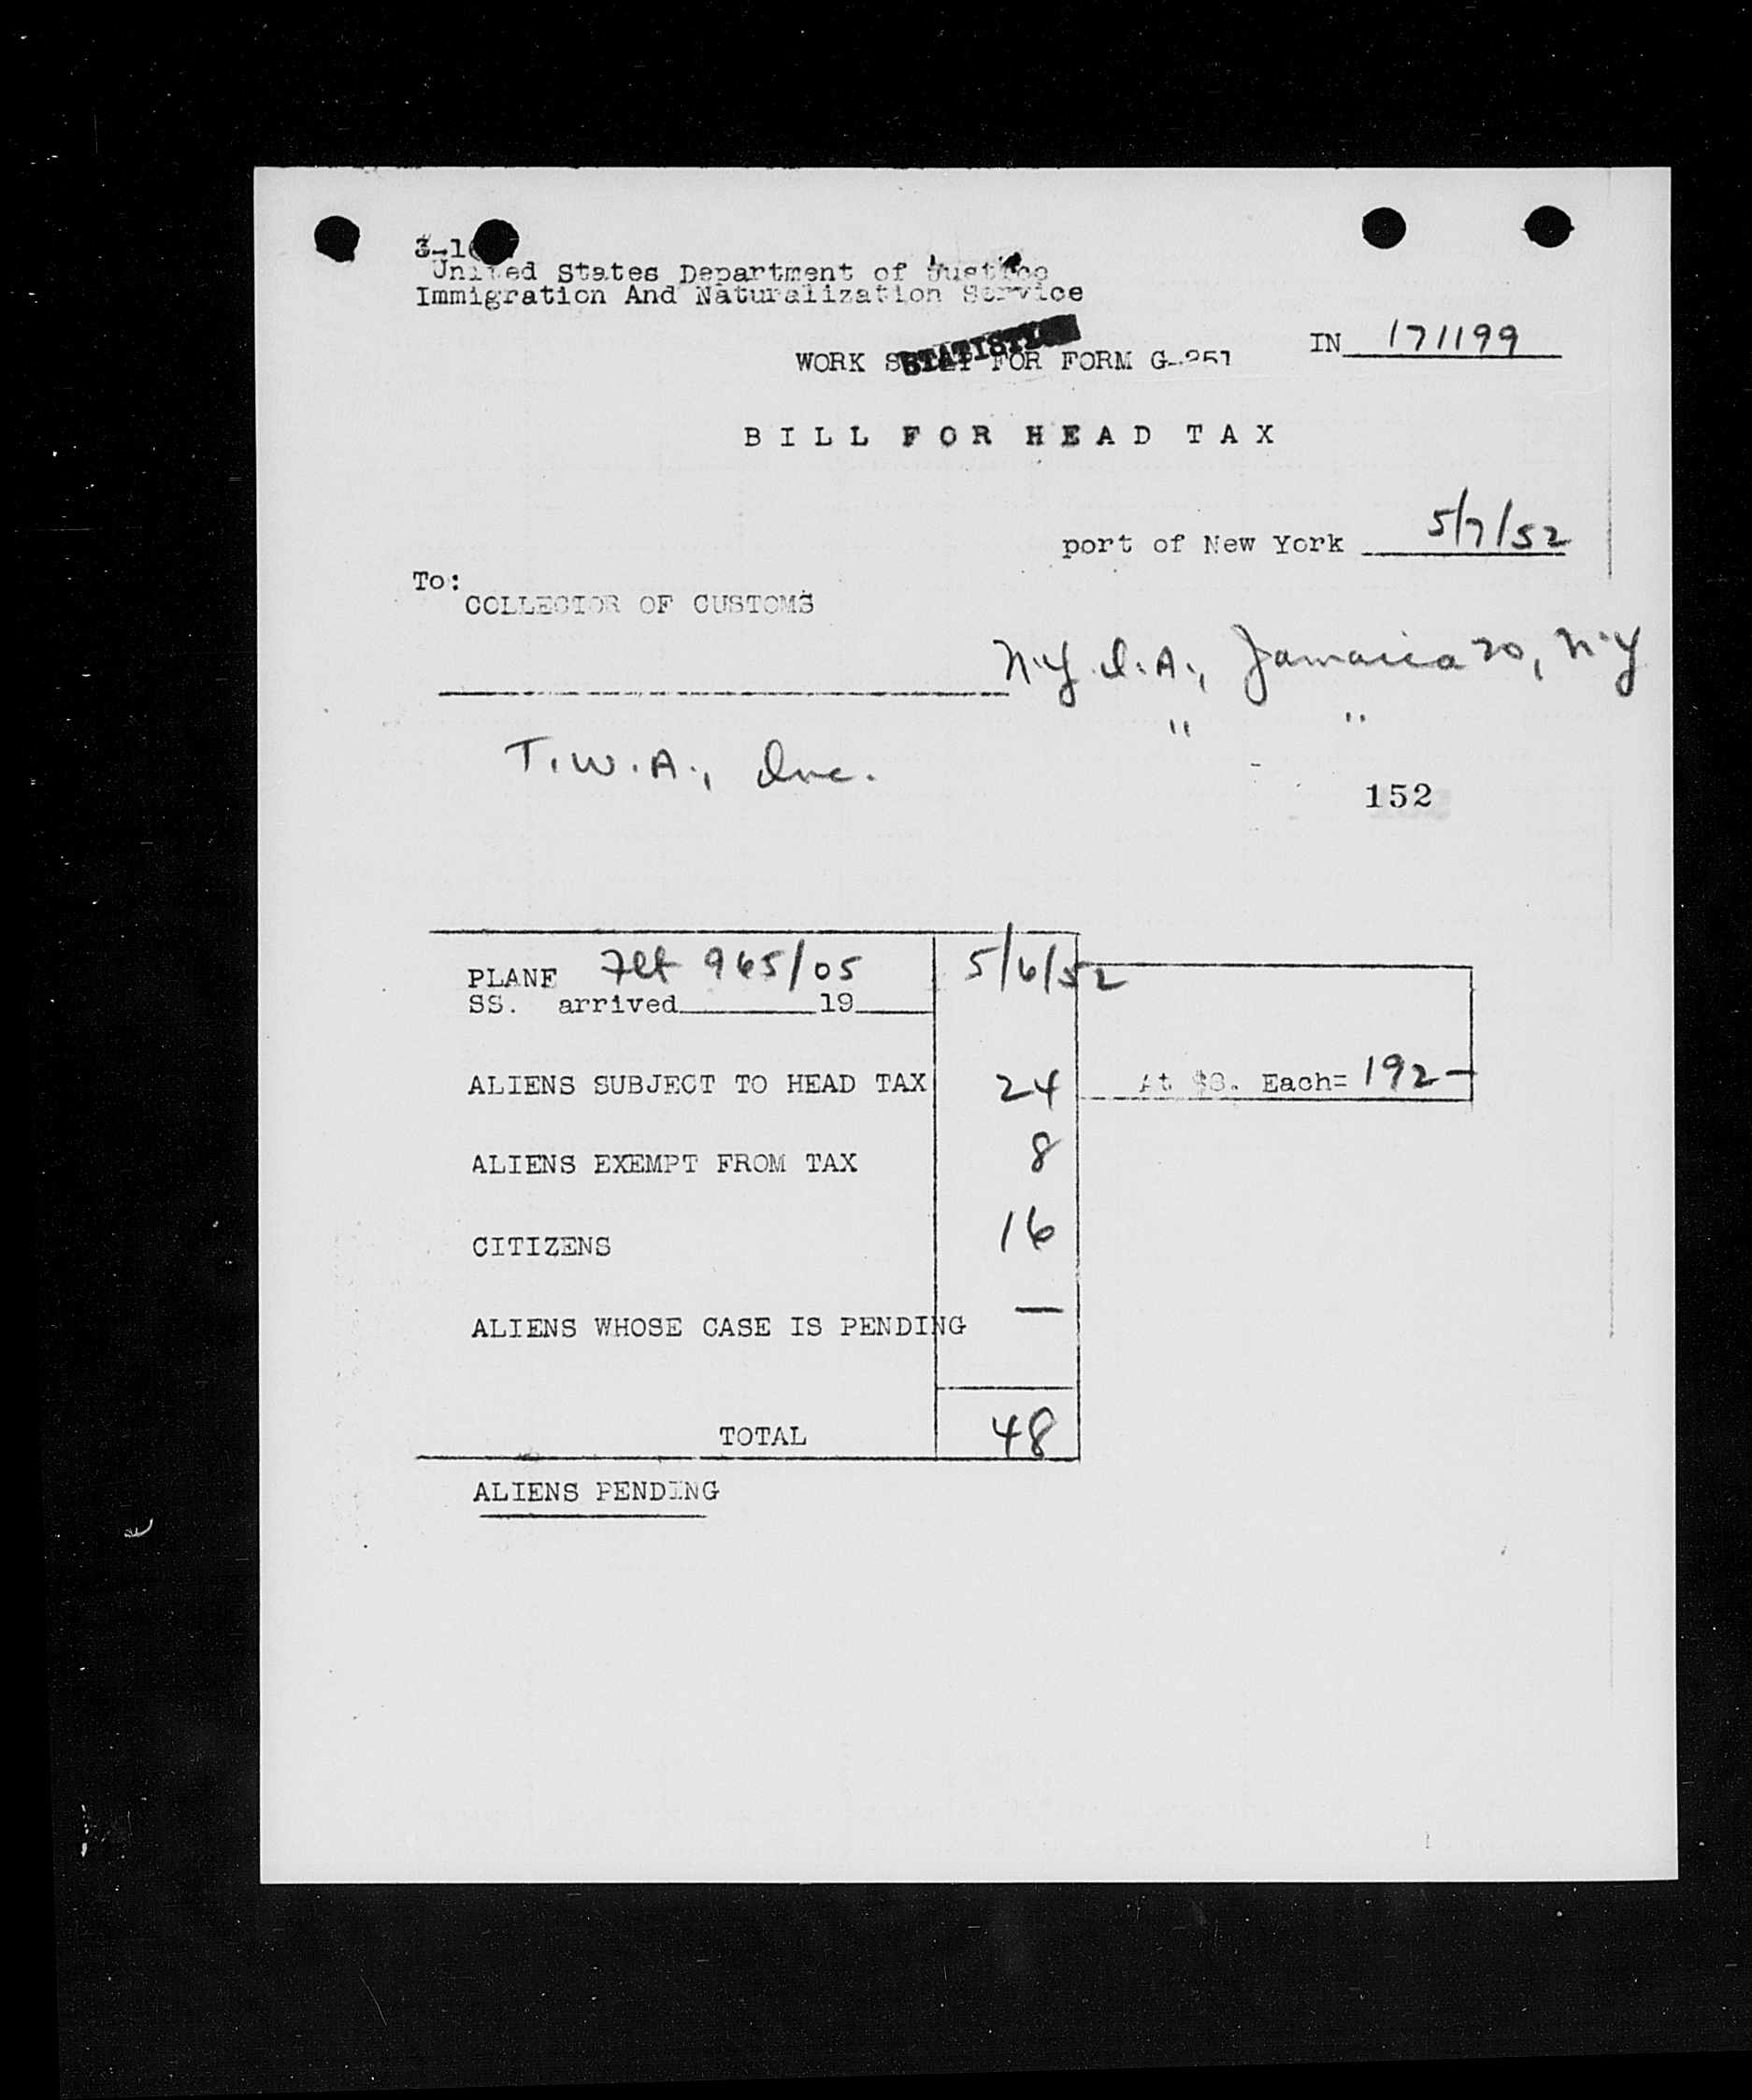 3-1
United States Department of Justice
Immigration And Naturalization Service
STATISTICS
WORK SHEET FOR FORM G-251
IN 171199
BILL FOR HEAD TAX
port of New York 5/7/52
To:
COLLECTOR OF CUSTOMS
N.Y.I.A., Jamaica 20, N.Y
" "
T.W.A., Inc.
152
PLANE Flt 965/05 5/6/52
SS. arrived 19
ALIENS SUBJECT TO HEAD TAX 24 At $8. Each= 192-
ALIENS EXEMPT FROM TAX 8
CITIZENS 16
ALIENS WHOSE CASE IS PENDING —
TOTAL 48
ALIENS PENDING